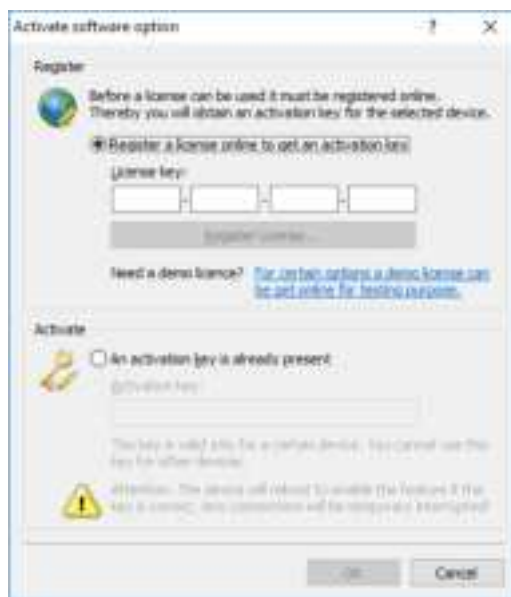 Activate software option
Register
Before a license can be used it must be registered online.
Thereby you will obtain an activation key for the selected device.
Register a license online to get an activation key
License key:
Register License...
Need a demo licence?
For certain options a demo license can
be get online for testing purpose.
Activate
An activation key is already present
Activation key:
The key is valid only for a certain device. You cannot use this
key for other devices.
Attention: The device will reboot to enable the feature if the
key is correct. Any connections will be temporary interrupted!
OK
Cancel